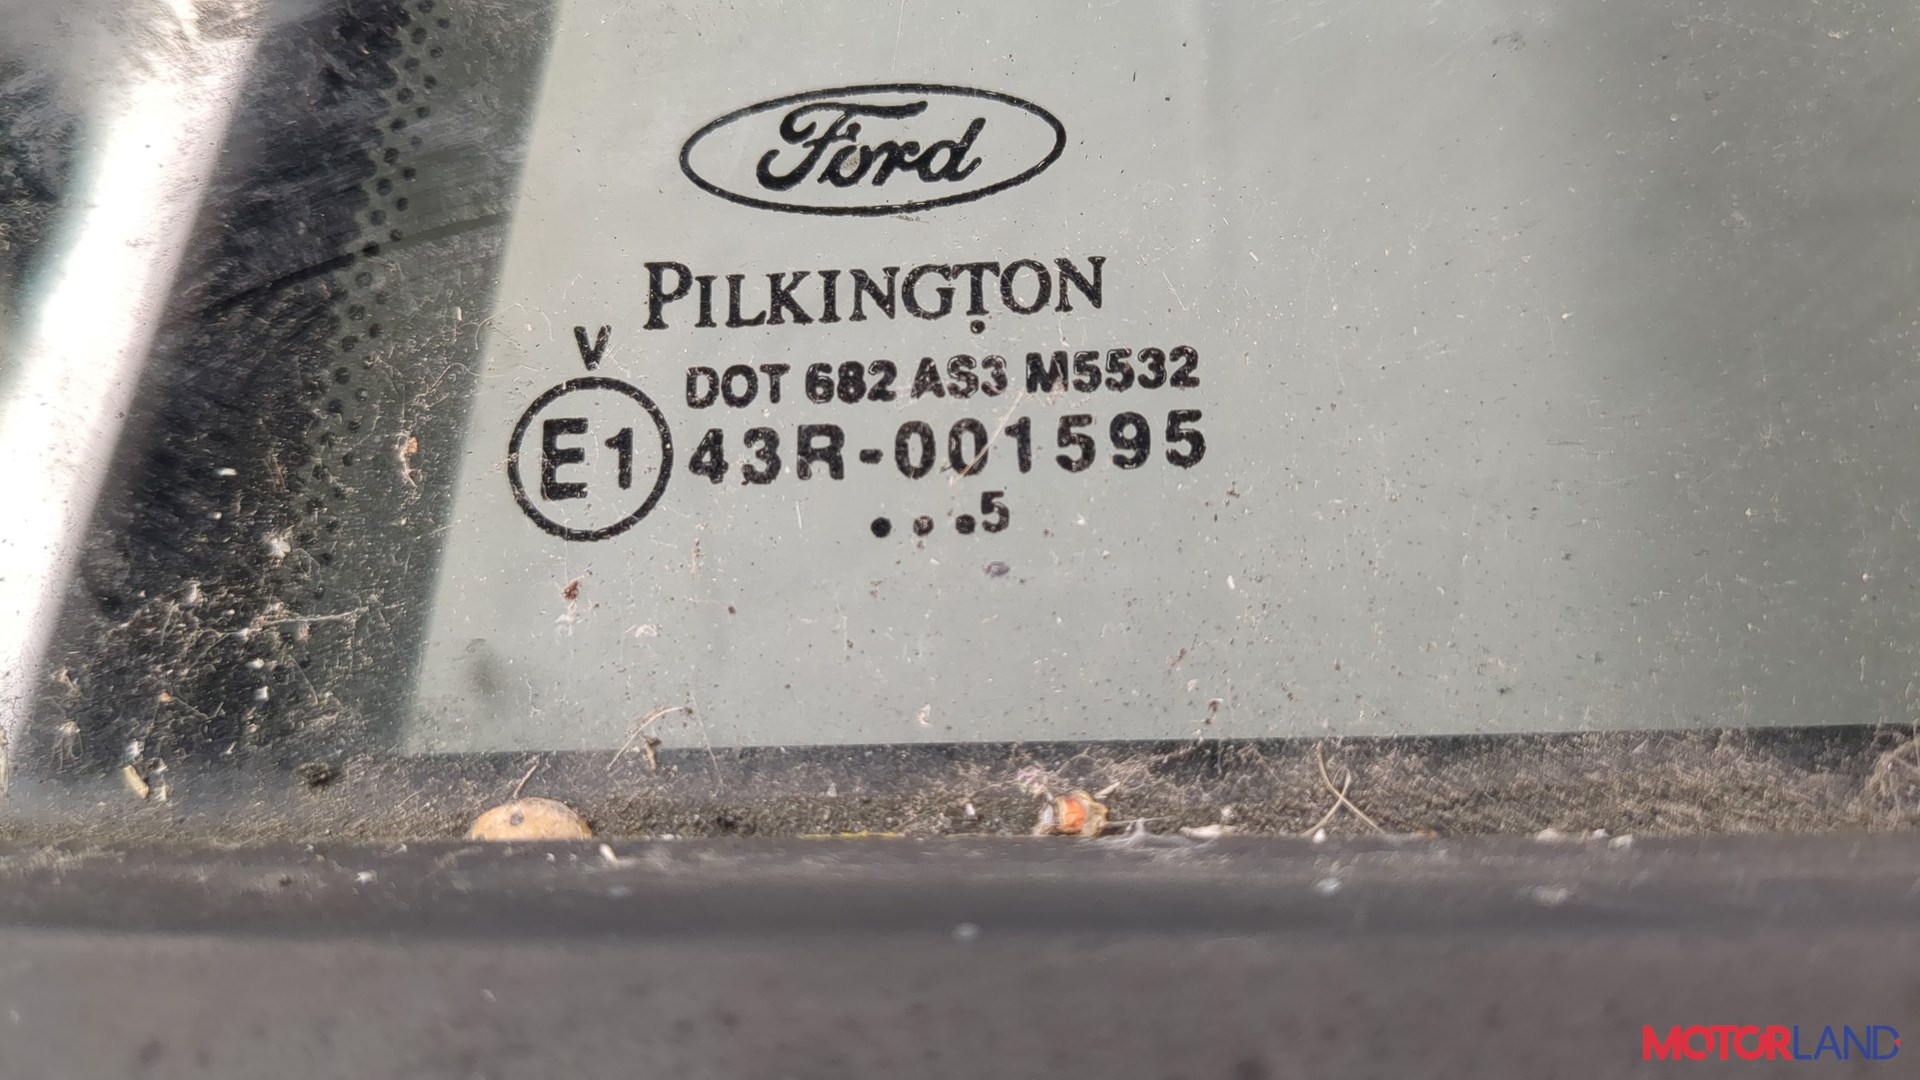 Ford
PILKINGTON
V
DOT 682 AS3 M5532
E1 43R-001595
...5
MOTORLAND